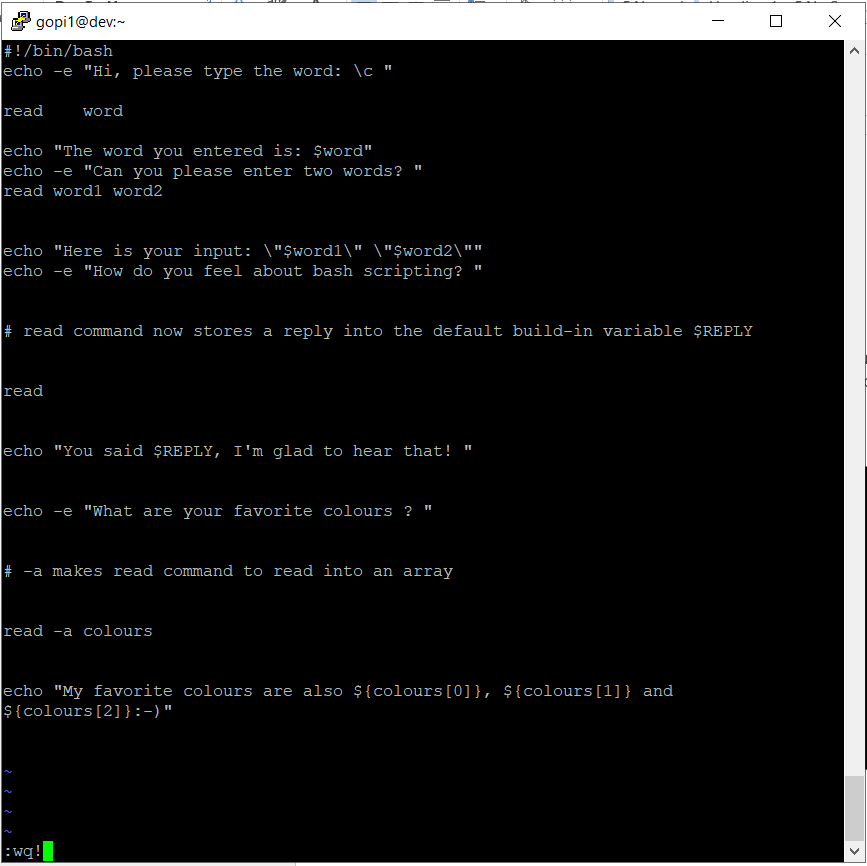 gopi1@dev:~
#!/bin/bash
echo -e "Hi, please type the word: \c "
read    word
echo "The word you entered is: $word"
echo -e "Can you please enter two words? "
read word1 word2
echo "Here is your input: \"$word1\" \"$word2\""
echo -e "How do you feel about bash scripting? "
# read command now stores a reply into the default build-in variable $REPLY
read
echo "You said $REPLY, I'm glad to hear that! "
echo -e "What are your favorite colours ? "
# -a makes read command to read into an array
read -a colours
echo "My favorite colours are also ${colours[0]}, ${colours[1]} and
${colours[2]}:-)"
~
~
~
~
:wq!